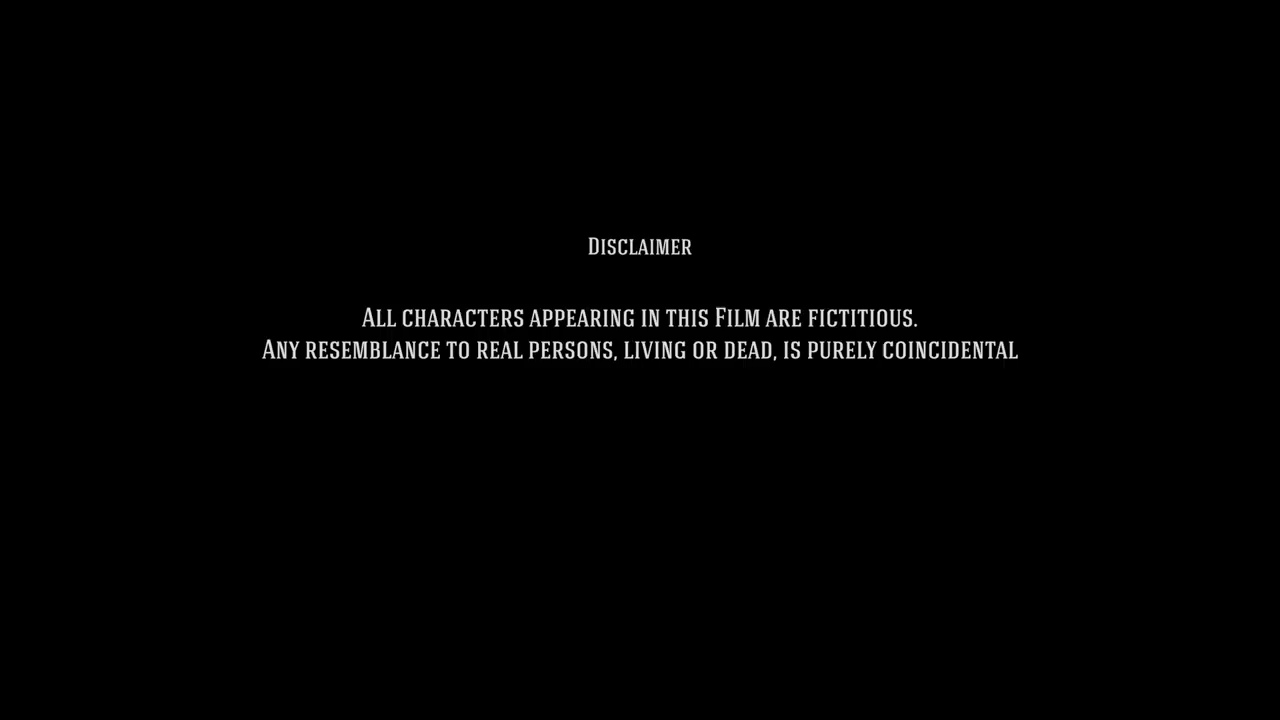 Disclaimer
All characters appearing in this Film are fictitious.
Any resemblance to real persons, living or dead, is purely coincidental